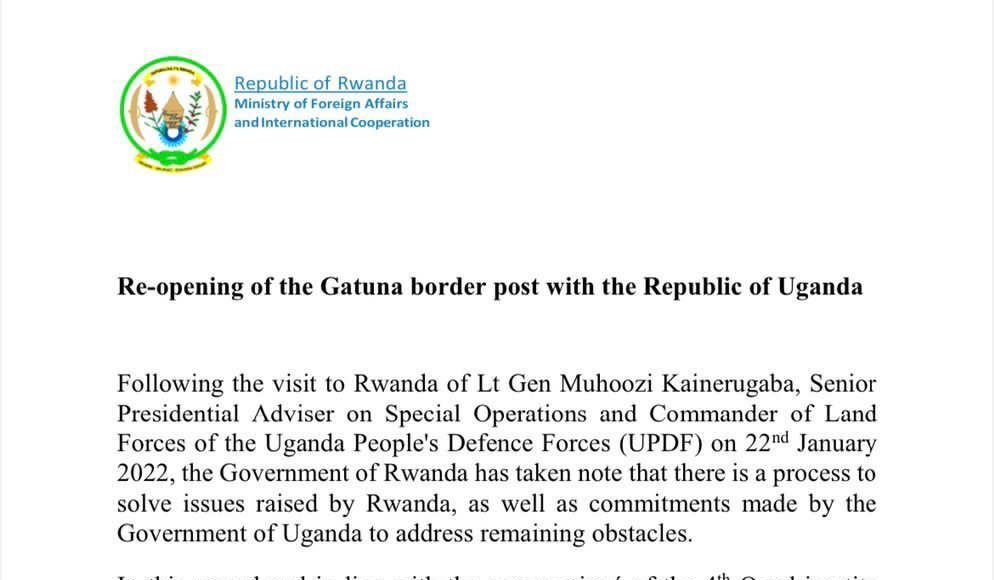 Republic of Rwanda
Ministry of Foreign Affairs
and International Cooperation
Re-opening of the Gatuna border post with the Republic of Uganda
Following the visit to Rwanda of Lt Gen Muhoozi Kainerugaba, Senior
Presidential Adviser on Special Operations and Commander of Land
Forces of the Uganda People's Defence Forces (UPDF) on 22nd January
2022, the Government of Rwanda has taken note that there is a process to
solve issues raised by Rwanda, as well as commitments made by the
Government of Uganda to address remaining obstacles.